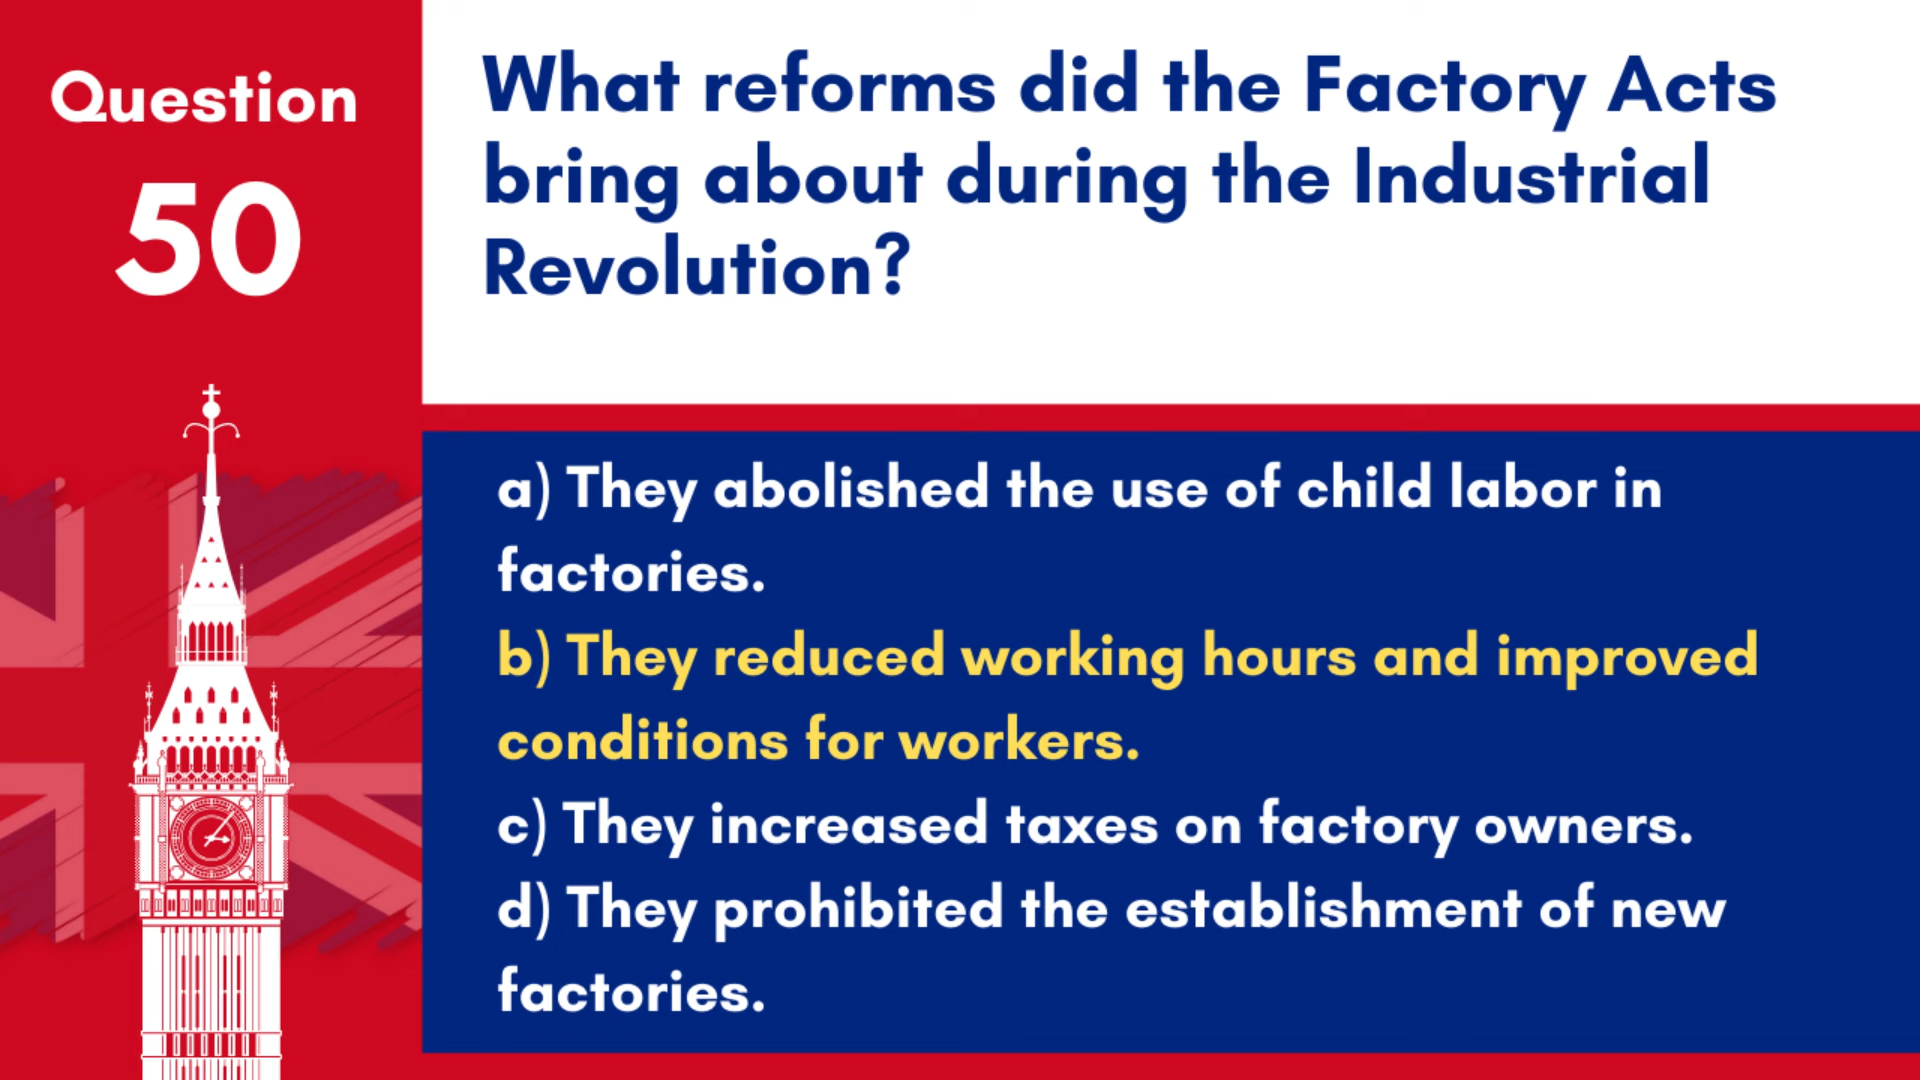 Question
50
What reforms did the Factory Acts
bring about during the Industrial
Revolution?
a) They abolished the use of child labor in
factories.
b) They reduced working hours and improved
conditions for workers.
c) They increased taxes on factory owners.
d) They prohibited the establishment of new
factories.